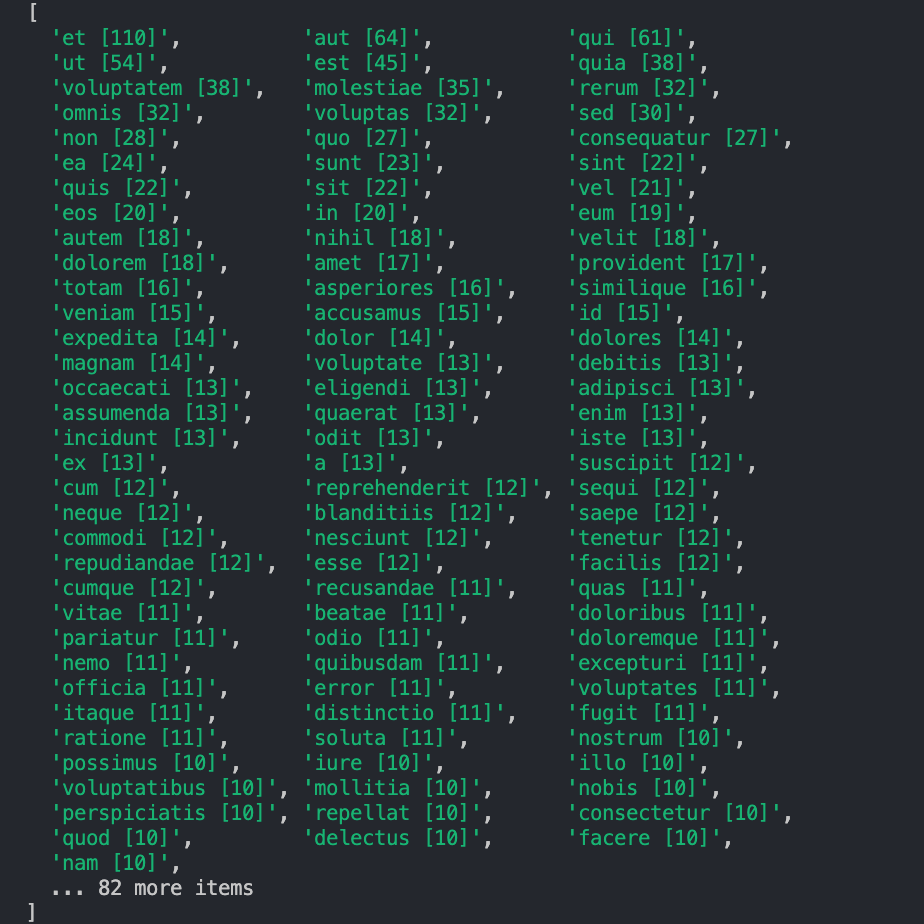 [
'et [110]', 'aut [64]', 'qui [61]',
'ut [54]', 'est [45]', 'quia [38]',
'voluptatem [38]', 'molestiae [35]', 'rerum [32]',
'omnis [32]', 'voluptas [32]', 'sed [30]',
'non [28]', 'quo [27]', 'consequatur [27]',
'ea [24]', 'sunt [23]', 'sint [22]',
'quis [22]', 'sit [22]', 'vel [21]',
'eos [20]', 'in [20]', 'eum [19]',
'autem [18]', 'nihil [18]', 'velit [18]',
'dolorem [18]', 'amet [17]', 'provident [17]',
'totam [16]', 'asperiores [16]', 'similique [16]',
'veniam [15]', 'accusamus [15]', 'id [15]',
'expedita [14]', 'dolor [14]', 'dolores [14]',
'magnam [14]', 'voluptate [13]', 'debitis [13]',
'occaecati [13]', 'eligendi [13]', 'adipisci [13]',
'assumenda [13]', 'quaerat [13]', 'enim [13]',
'incidunt [13]', 'odit [13]', 'iste [13]',
'ex [13]', 'a [13]', 'suscipit [12]',
'cum [12]', 'reprehenderit [12]', 'sequi [12]',
'neque [12]', 'blanditiis [12]', 'saepe [12]',
'commodi [12]', 'nesciunt [12]', 'tenetur [12]',
'repudiandae [12]', 'esse [12]', 'facilis [12]',
'cumque [12]', 'recusandae [11]', 'quas [11]',
'vitae [11]', 'beatae [11]', 'doloribus [11]',
'pariatur [11]', 'odio [11]', 'doloremque [11]',
'nemo [11]', 'quibusdam [11]', 'excepturi [11]',
'officia [11]', 'error [11]', 'voluptates [11]',
'itaque [11]', 'distinctio [11]', 'fugit [11]',
'ratione [11]', 'soluta [11]', 'nostrum [10]',
'possimus [10]', 'iure [10]', 'illo [10]',
'voluptatibus [10]', 'mollitia [10]', 'nobis [10]',
'perspiciatis [10]', 'repellat [10]', 'consectetur [10]',
'quod [10]', 'delectus [10]', 'facere [10]',
'nam [10]',
... 82 more items
]